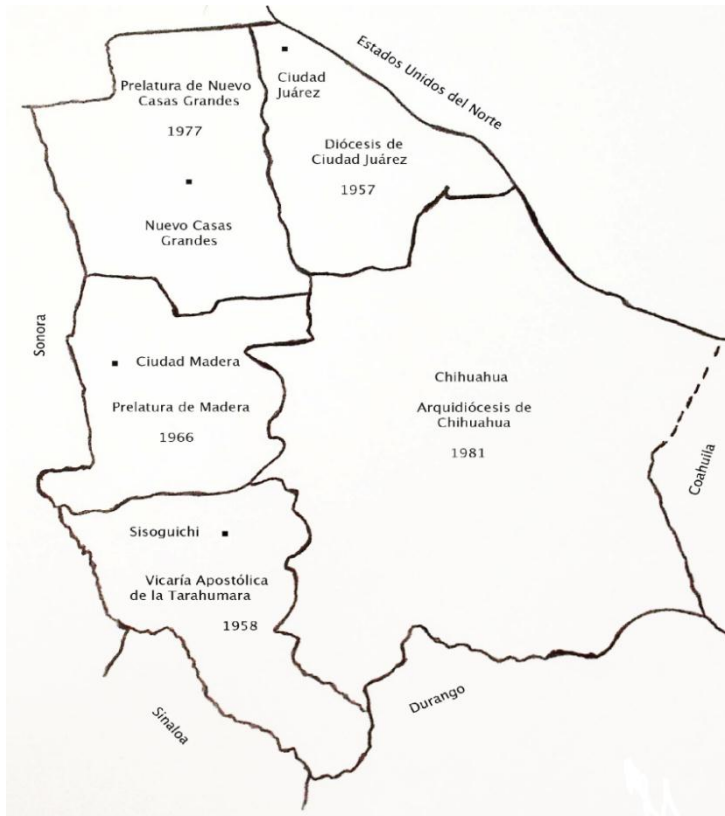 Estados Unidos del Norte
Ciudad
Juárez
Prelatura de Nuevo
Casas Grandes
1977
Diócesis de
Ciudad Juárez
1957
Nuevo Casas
Grandes
Sonora
Ciudad Madera
Prelatura de Madera
1966
Chihuahua
Arquidiócesis de
Chihuahua
1981
Coahuila
Sisoguichi
Vicaría Apostólica
de la Tarahumara
1958
Sinaloa
Durango